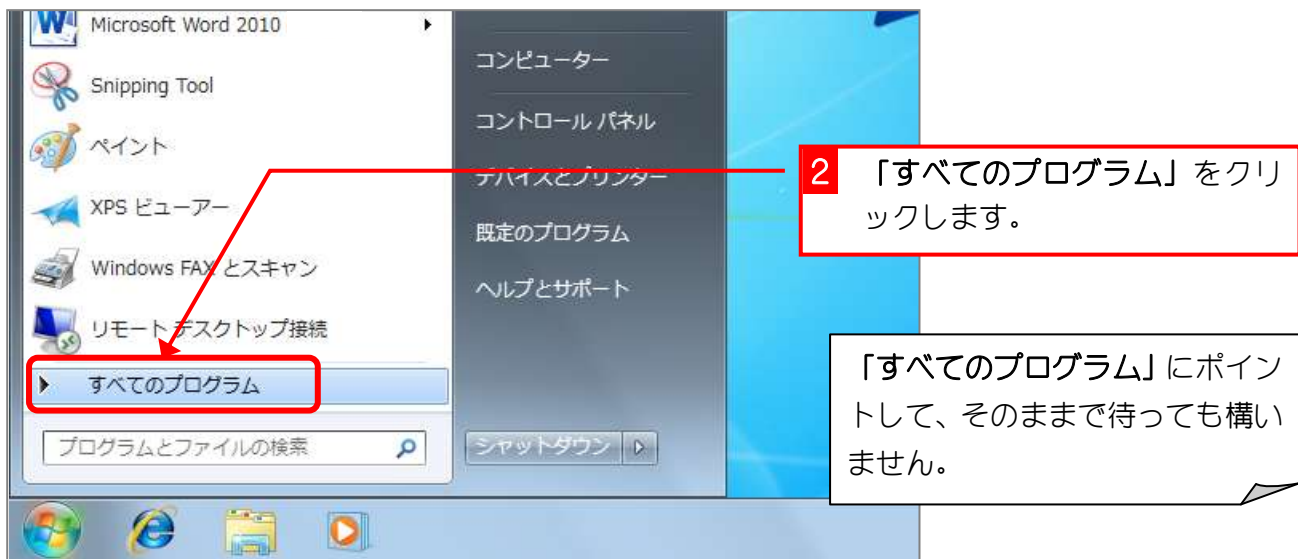 Microsoft Word 2010
Snipping Tool
ペイント
XPS ビューアー
Windows FAX とスキャン
リモート デスクトップ接続
すべてのプログラム
プログラムとファイルの検索
コンピューター
コントロール パネル
デバイスとプリンター
既定のプログラム
ヘルプとサポート
シャットダウン
2 「すべてのプログラム」をクリ
ックします。
「すべてのプログラム」にポイン
トして、そのままで待っても構い
ません。